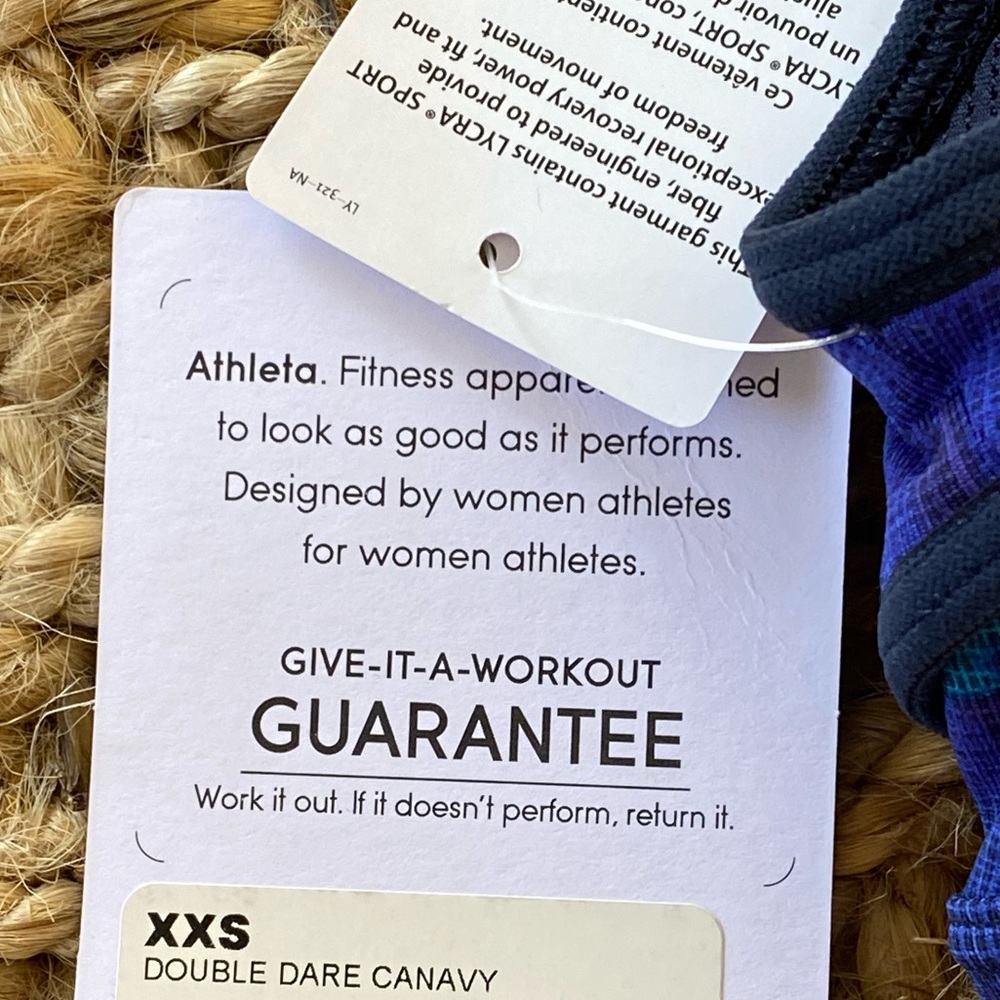 This garment contains LYCRA® SPORT
fiber, engineered to provide
exceptional recovery power, fit and
freedom of movement.
Ce vêtement contient
LYCRA® SPORT,
un pouvoir
LY-321-NA
Athleta. Fitness
to look as good as it performs.
Designed by women athletes
for women athletes.
GIVE-IT-A-WORKOUT
GUARANTEE
Work it out. If it doesn't perform, return it.
XXS
DOUBLE DARE CANAVY